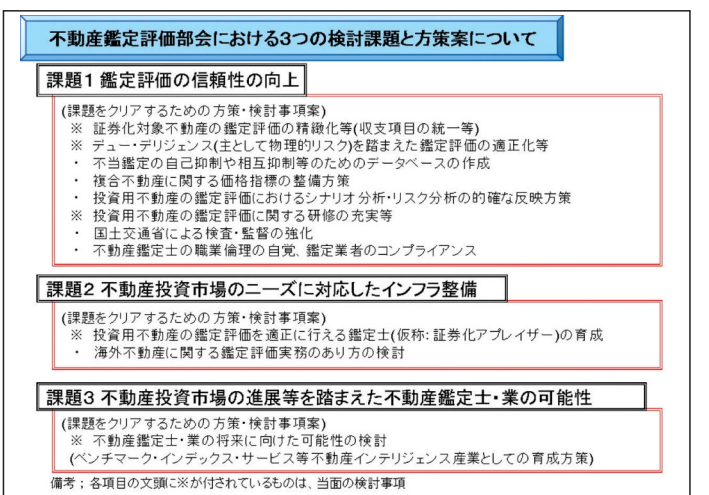 不動産鑑定評価部会における3つの検討課題と方策案について
課題1 鑑定評価の信頼性の向上
(課題をクリアするための方策・検討事項案)
※ 証券化対象不動産の鑑定評価の精緻化等(収支項目の統一等)
※ デュー・デリジェンス(主として物理的リスク)を踏まえた鑑定評価の適正化等
・ 不当鑑定の自己抑制や相互抑制等のためのデータベースの作成
・ 複合不動産に関する価格指標の整備方策
・ 投資用不動産の鑑定評価におけるシナリオ分析・リスク分析の的確な反映方策
※ 投資用不動産の鑑定評価に関する研修の充実等
・ 国土交通省による検査・監督の強化
・ 不動産鑑定士の職業倫理の自覚、鑑定業者のコンプライアンス
課題2 不動産投資市場のニーズに対応したインフラ整備
(課題をクリアするための方策・検討事項案)
※ 投資用不動産の鑑定評価を適正に行える鑑定士(仮称:証券化アプレイザー)の育成
・ 海外不動産に関する鑑定評価実務のあり方の検討
課題3 不動産投資市場の進展等を踏まえた不動産鑑定士・業の可能性
(課題をクリアするための方策・検討事項案)
※ 不動産鑑定士・業の将来に向けた可能性の検討
(ベンチマーク・インデックス・サービス等不動産インテリジェンス産業としての育成方策)
備考;各項目の文頭に※が付されているものは、当面の検討事項